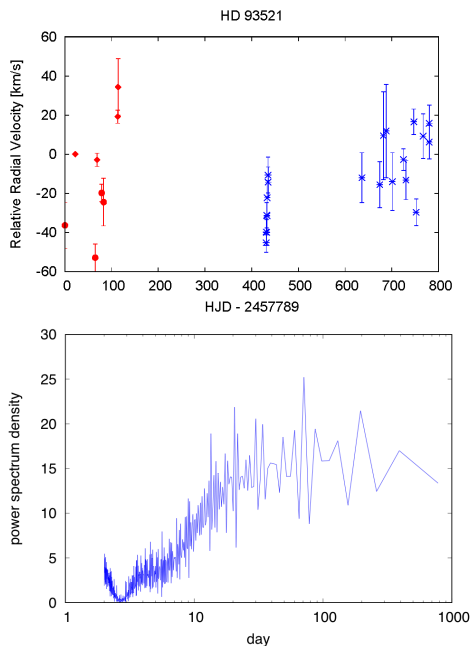 HD 93521
Relative Radial Velocity [km/s]
60
40
20
0
-20
-40
-60
0 100 200 300 400 500 600 700 800
HJD - 2457789
power spectrum density
30
25
20
15
10
5
0
1 10 100 1000
day